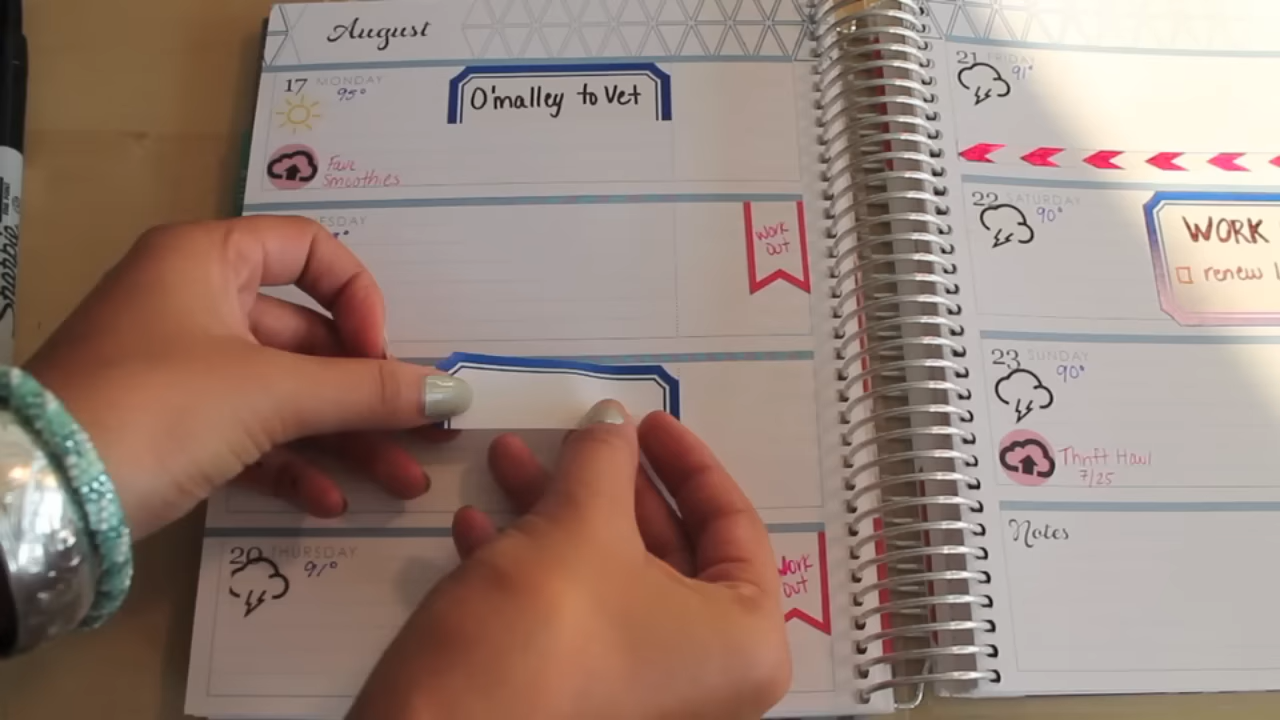 August
17 MONDAY
95°
O'malley to Vet
Fave
Smoothies
Work
out
20 THURSDAY
91°
Work
out
21 FRIDAY
91°
22 SATURDAY
90°
WORK
renew
23 SUNDAY
90°
Thrift Haul
7/25
Notes
Sharpie